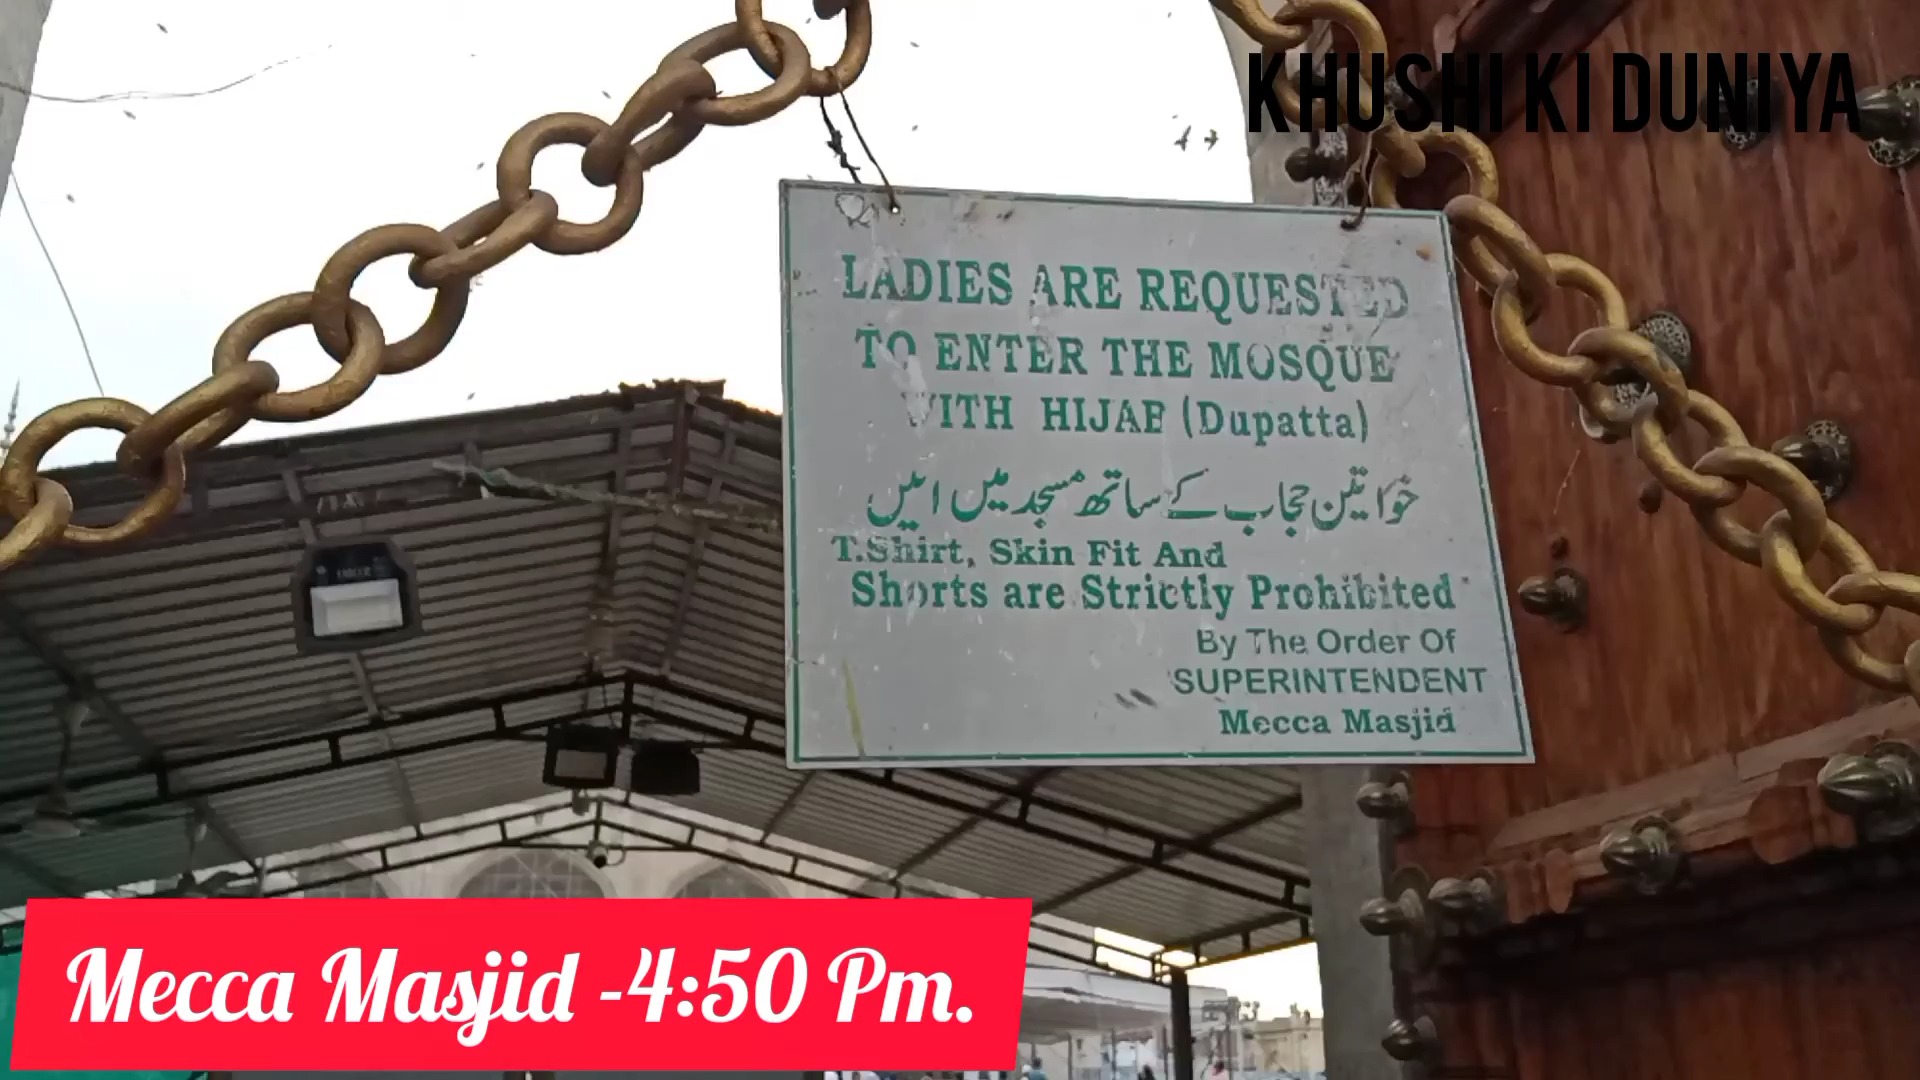 KHUSHI KI DUNIYA
LADIES ARE REQUESTED
TO ENTER THE MOSQUE
WITH HIJAB (Dupatta)
خواتین حجاب کے ساتھ مسجد میں ائیں
T.Shirt, Skin Fit And
Shorts are Strictly Prohibited
By The Order Of
SUPERINTENDENT
Mecca Masjid
Mecca Masjid -4:50 Pm.